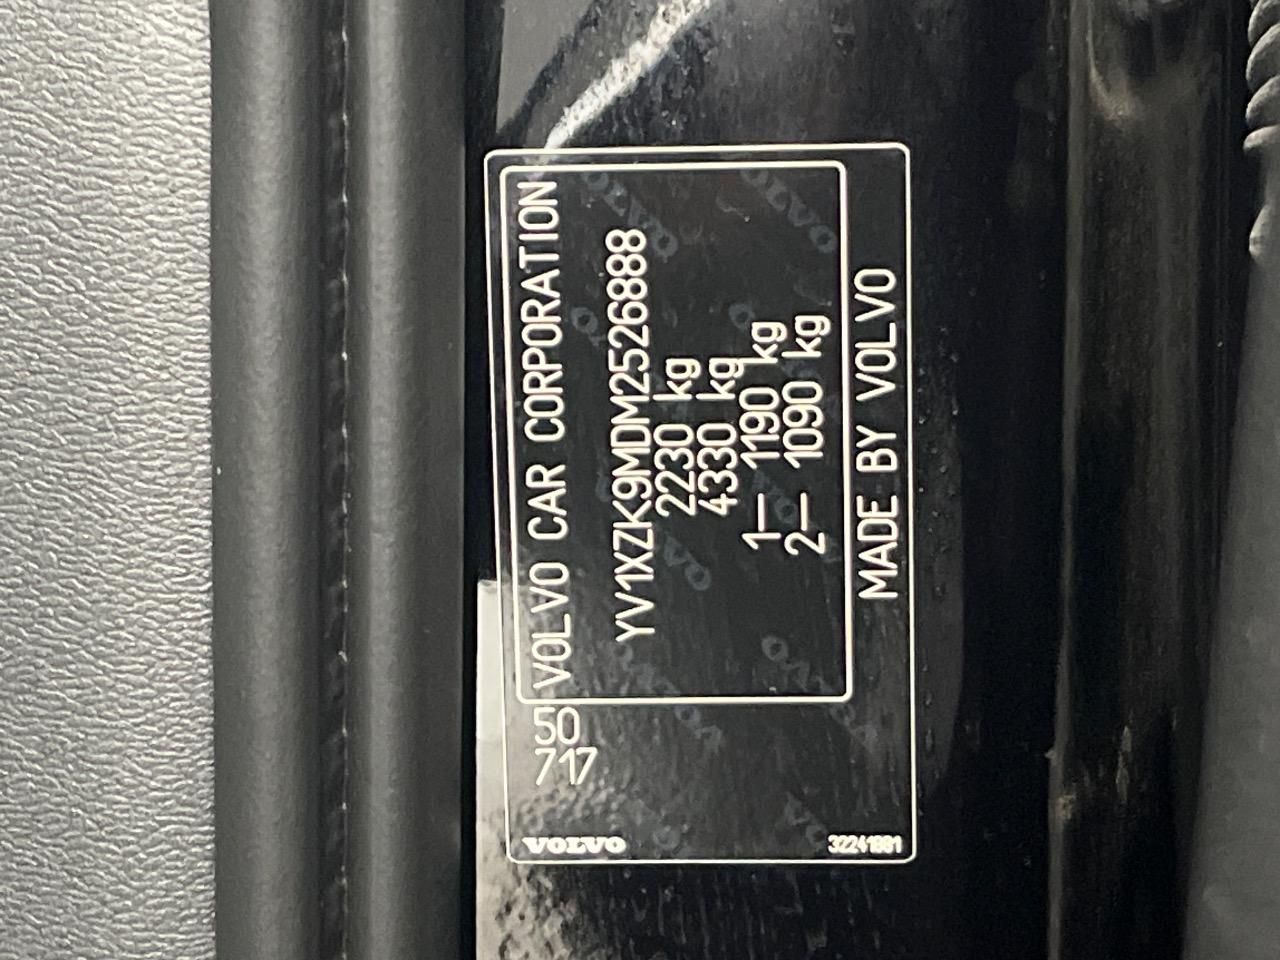 VOLVO CAR CORPORATION
YV1XZK9MDM2526888
2230 kg
4330 kg
1— 1190 kg
2— 1090 kg
MADE BY VOLVO
50
717
VOLVO